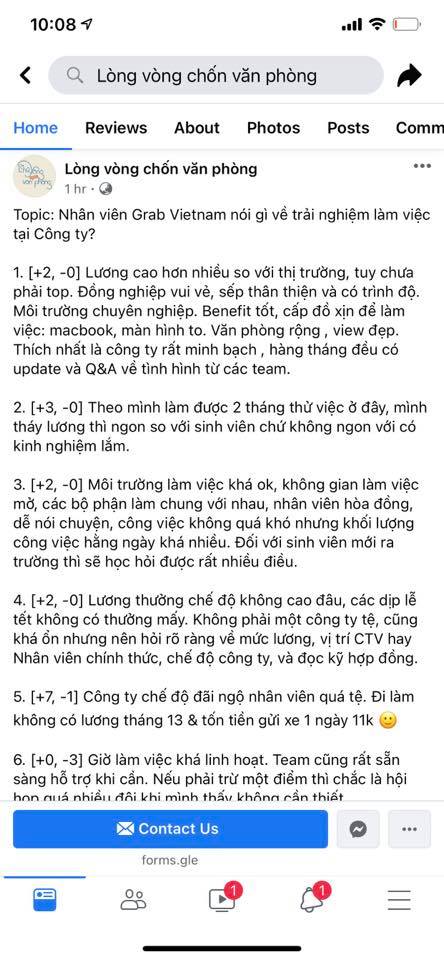 10:08
Lòng vòng chốn văn phòng
Home Reviews About Photos Posts Comm
Lòng vòng chốn văn phòng
1 hr
Topic: Nhân viên Grab Vietnam nói gì về trải nghiệm làm việc
tại Công ty?
1. [+2, -0] Lương cao hơn nhiều so với thị trường, tuy chưa
phải top. Đồng nghiệp vui vẻ, sếp thân thiện và có trình độ.
Môi trường chuyên nghiệp. Benefit tốt, cấp đồ xịn để làm
việc: macbook, màn hình to. Văn phòng rộng , view đẹp.
Thích nhất là công ty rất minh bạch , hàng tháng đều có
update và Q&A về tình hình từ các team.
2. [+3, -0] Theo mình làm được 2 tháng thử việc ở đây, mình
tháy lương thì ngon so với sinh viên chứ không ngon với có
kinh nghiệm lắm.
3. [+2, -0] Môi trường làm việc khá ok, không gian làm việc
mở, các bộ phận làm chung với nhau, nhân viên hòa đồng,
dễ nói chuyện, công việc không quá khó nhưng khối lượng
công việc hằng ngày khá nhiều. Đối với sinh viên mới ra
trường thì sẽ học hỏi được rất nhiều điều.
4. [+2, -0] Lương thưởng chế độ không cao đâu, các dịp lễ
tết không có thưởng mấy. Không phải một công ty tệ, cũng
khá ổn nhưng nên hỏi rõ ràng về mức lương, vị trí CTV hay
Nhân viên chính thức, chế độ công ty, và đọc kỹ hợp đồng.
5. [+7, -1] Công ty chế độ đãi ngộ nhân viên quá tệ. Đi làm
không có lương tháng 13 & tốn tiền gửi xe 1 ngày 11k 🙂
6. [+0, -3] Giờ làm việc khá linh hoạt. Team cũng rất sẵn
sàng hỗ trợ khi cần. Nếu phải trừ một điểm thì chắc là hội
họp quá nhiều đôi khi mình thấy không cần thiết
Contact Us
forms.gle
1 1